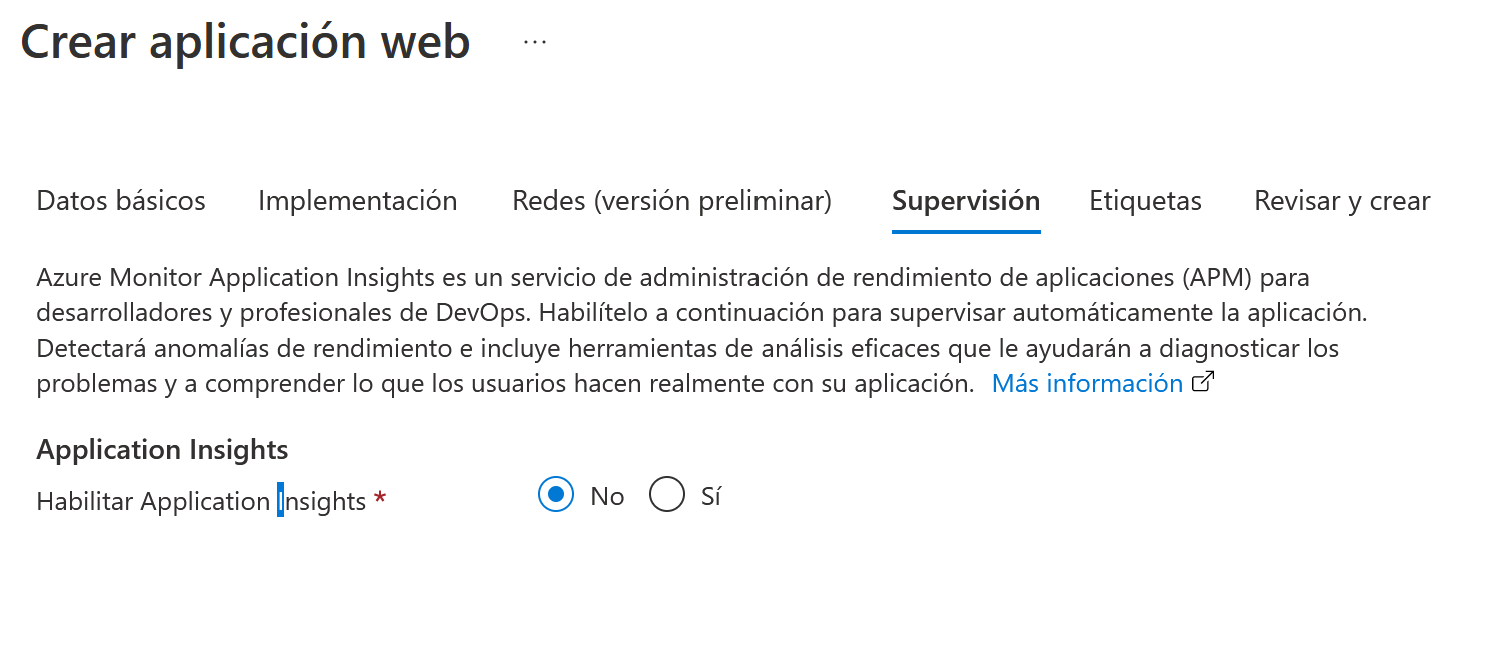 Crear aplicación web ...
Datos básicos Implementación Redes (versión preliminar) Supervisión Etiquetas Revisar y crear
Azure Monitor Application Insights es un servicio de administración de rendimiento de aplicaciones (APM) para
desarrolladores y profesionales de DevOps. Habilítelo a continuación para supervisar automáticamente la aplicación.
Detectará anomalías de rendimiento e incluye herramientas de análisis eficaces que le ayudarán a diagnosticar los
problemas y a comprender lo que los usuarios hacen realmente con su aplicación. Más información
Application Insights
Habilitar Application Insights * No Sí